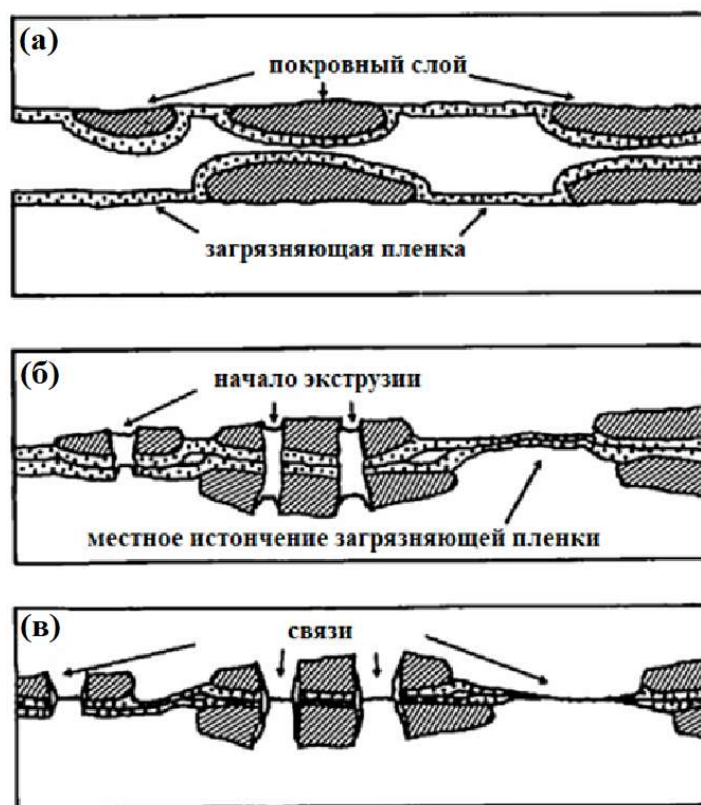 (а)
покровный слой
загрязняющая пленка
(б)
начало экструзии
местное истончение загрязняющей пленки
(в)
связи